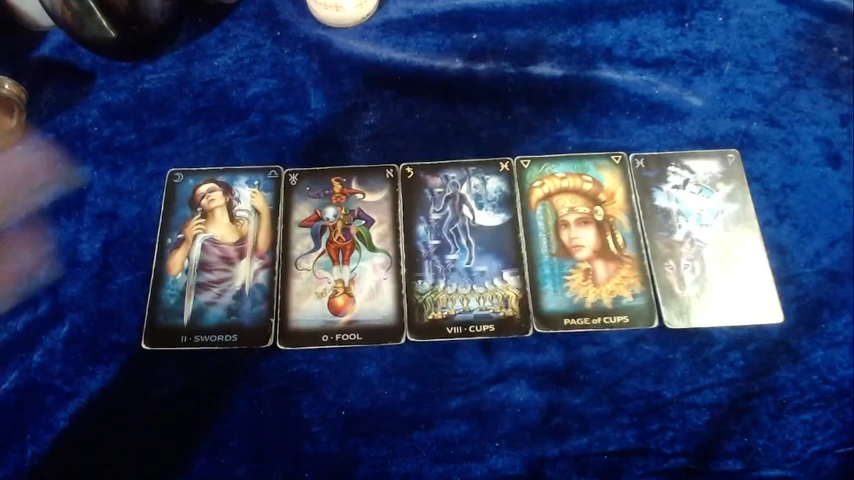 II · SWORDS
0 · FOOL
VIII · CUPS
PAGE of CUPS